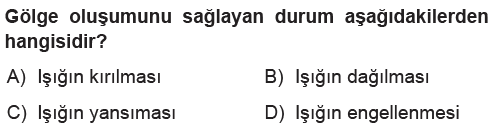 Gölge oluşumunu sağlayan durum aşağıdakilerden
hangisidir?
A) Işığın kırılması B) Işığın dağılması
C) Işığın yansıması D) Işığın engellenmesi